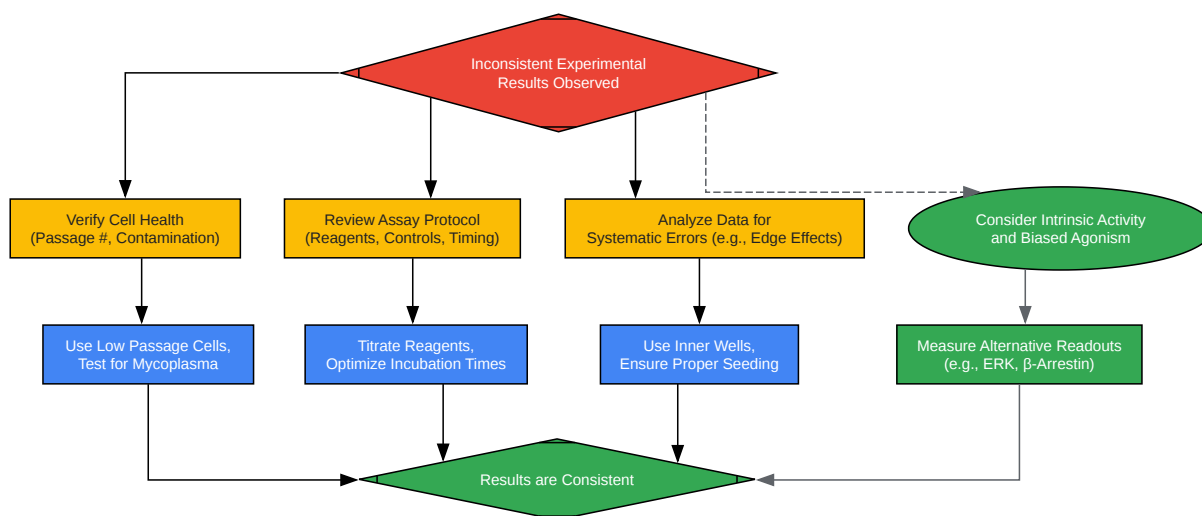 Inconsistent Experimental
Results Observed
Verify Cell Health
(Passage #, Contamination)
Review Assay Protocol
(Reagents, Controls, Timing)
Analyze Data for
Systematic Errors (e.g., Edge Effects)
Consider Intrinsic Activity
and Biased Agonism
Use Low Passage Cells,
Test for Mycoplasma
Titrate Reagents,
Optimize Incubation Times
Use Inner Wells,
Ensure Proper Seeding
Measure Alternative Readouts
(e.g., ERK, β-Arrestin)
Results are Consistent